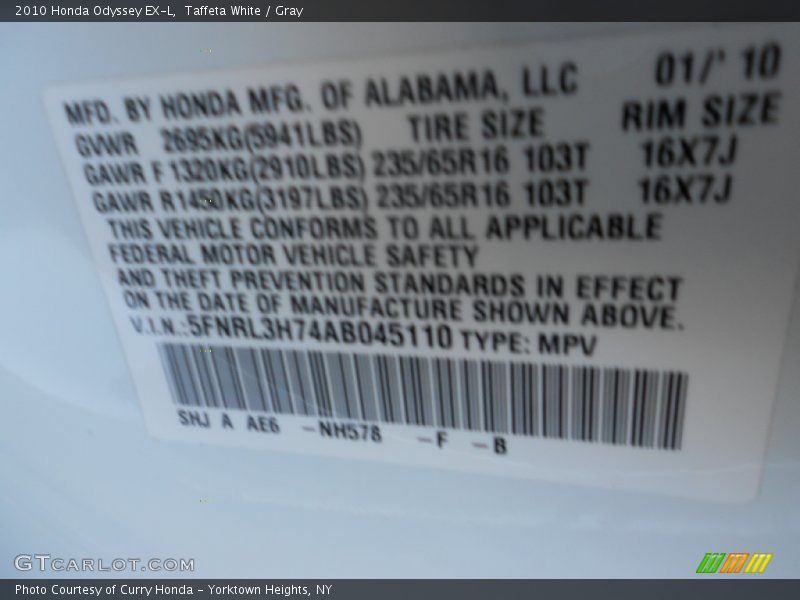 2010 Honda Odyssey EX-L,  Taffeta White / Gray
MFD. BY HONDA MFG. OF ALABAMA, LLC 01/' 10
GVWR 2695KG(5941LBS) TIRE SIZE RIM SIZE
GAWR F 1320KG(2910LBS) 235/65R16 103T 16X7J
GAWR R1450KG(3197LBS) 235/65R16 103T 16X7J
THIS VEHICLE CONFORMS TO ALL APPLICABLE
FEDERAL MOTOR VEHICLE SAFETY
AND THEFT PREVENTION STANDARDS IN EFFECT
ON THE DATE OF MANUFACTURE SHOWN ABOVE.
V.I.N.:5FNRL3H74AB045110 TYPE: MPV
SHJ A AE6 -NH578 -F -B
GTCARLOT.COM
Photo Courtesy of Curry Honda - Yorktown Heights, NY